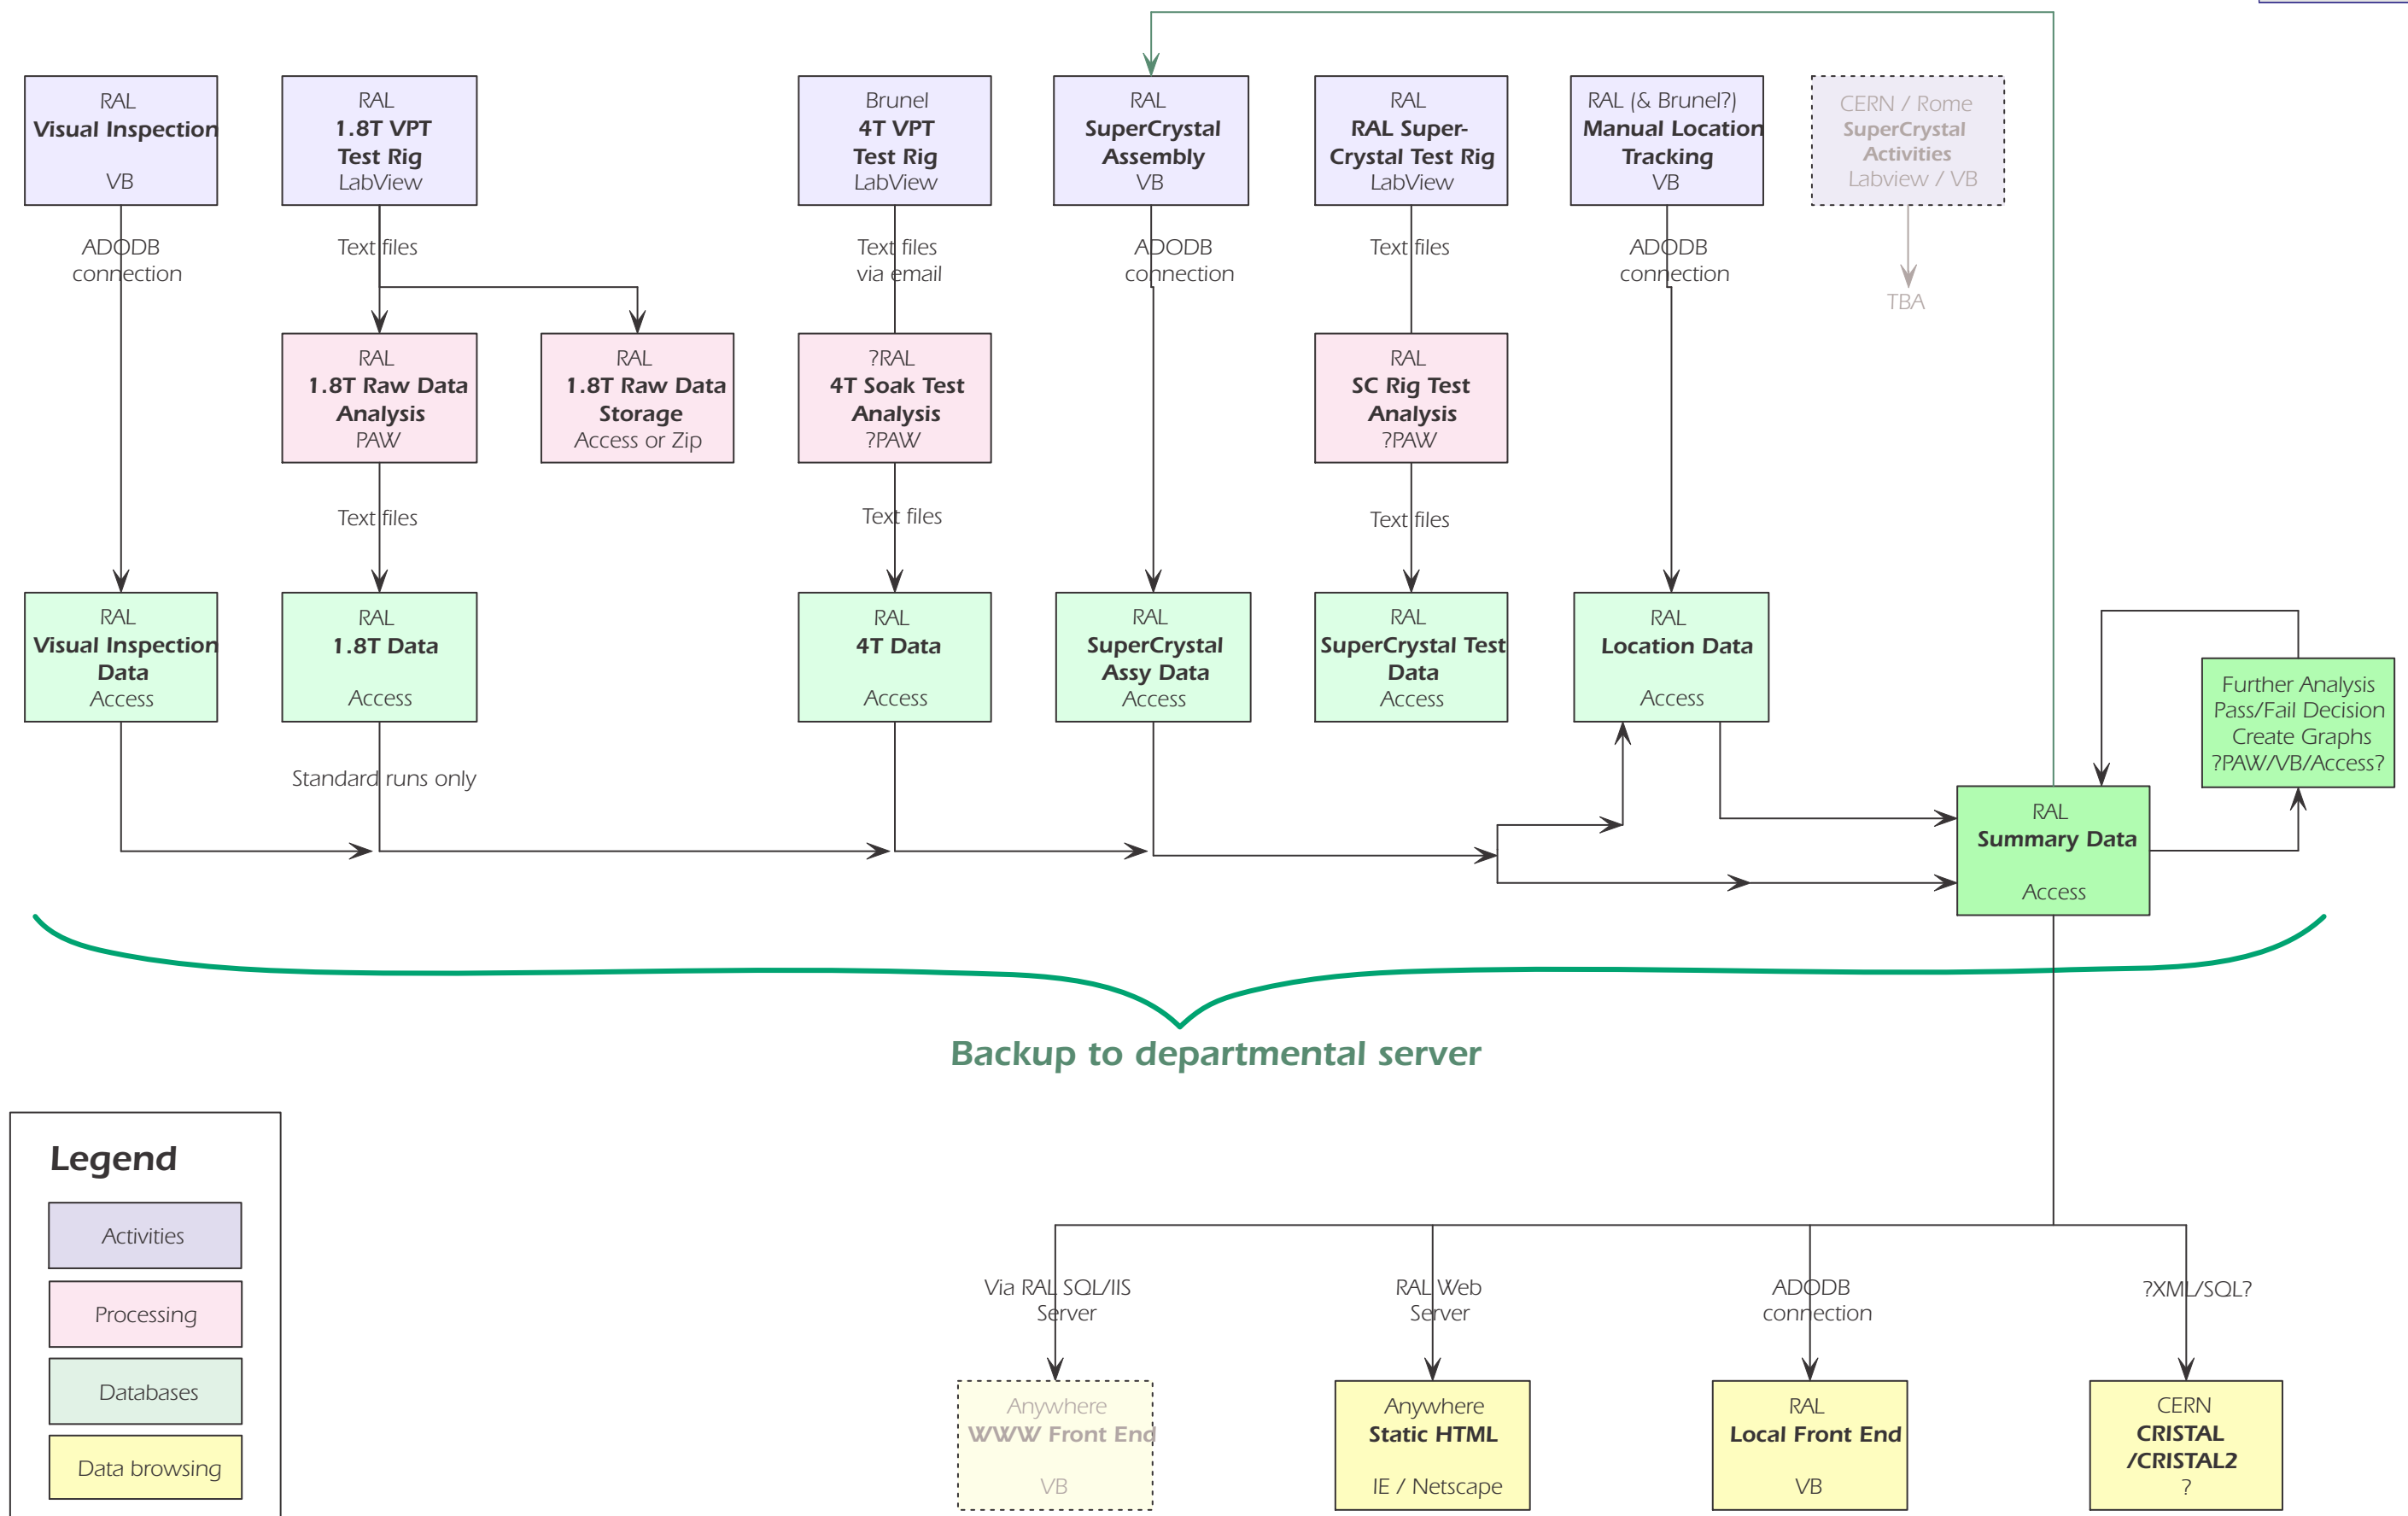 RAL
Visual Inspection
VB
RAL
1.8T VPT
Test Rig
LabView
Brunel
4T VPT
Test Rig
LabView
RAL
SuperCrystal
Assembly
VB
RAL
RAL Super-
Crystal Test Rig
LabView
RAL (& Brunel?)
Manual Location
Tracking
VB
CERN / Rome
SuperCrystal
Activities
Labview / VB
ADODB
connection
Text files
Text files
via email
ADODB
connection
Text files
ADODB
connection
TBA
RAL
1.8T Raw Data
Analysis
PAW
RAL
1.8T Raw Data
Storage
Access or Zip
?RAL
4T Soak Test
Analysis
?PAW
RAL
SC Rig Test
Analysis
?PAW
Text files
Text files
Text files
RAL
Visual Inspection
Data
Access
RAL
1.8T Data
Access
RAL
4T Data
Access
RAL
SuperCrystal
Assy Data
Access
RAL
SuperCrystal Test
Data
Access
RAL
Location Data
Access
Further Analysis
Pass/Fail Decision
Create Graphs
?PAW/VB/Access?
Standard runs only
RAL
Summary Data
Access
Backup to departmental server
Legend
Activities
Processing
Databases
Data browsing
Via RAL SQL/IIS
Server
RAL Web
Server
ADODB
connection
?XML/SQL?
Anywhere
WWW Front End
VB
Anywhere
Static HTML
IE / Netscape
RAL
Local Front End
VB
CERN
CRISTAL
/CRISTAL2
?